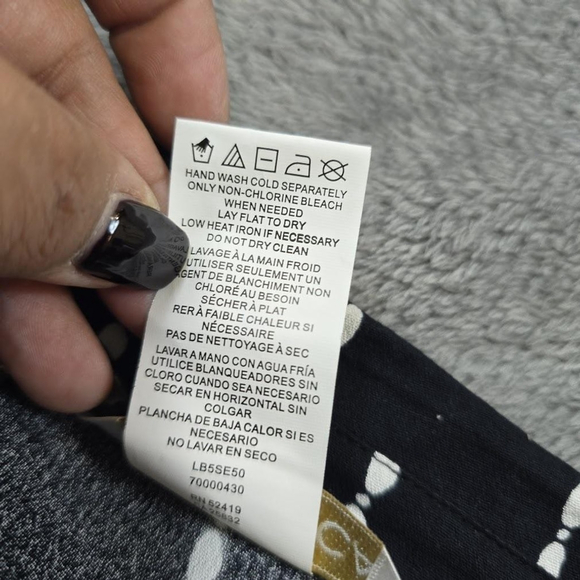 HAND WASH COLD SEPARATELY
ONLY NON-CHLORINE BLEACH
WHEN NEEDED
LAY FLAT TO DRY
LOW HEAT IRON IF NECESSARY
DO NOT DRY CLEAN
LAVAGE À LA MAIN FROID
UTILISER SEULEMENT UN
AGENT DE BLANCHIMENT NON
CHLORÉ AU BESOIN
SÉCHER À PLAT
RER À FAIBLE CHALEUR SI
NÉCESSAIRE
PAS DE NETTOYAGE À SEC
LAVAR A MANO CON AGUA FRÍA
UTILICE BLANQUEADORES SIN
CLORO CUANDO SEA NECESARIO
SECAR EN HORIZONTAL SIN
COLGAR
PLANCHA DE BAJA CALOR SI ES
NECESARIO
NO LAVAR EN SECO
LB5SE50
70000430
RN 62419